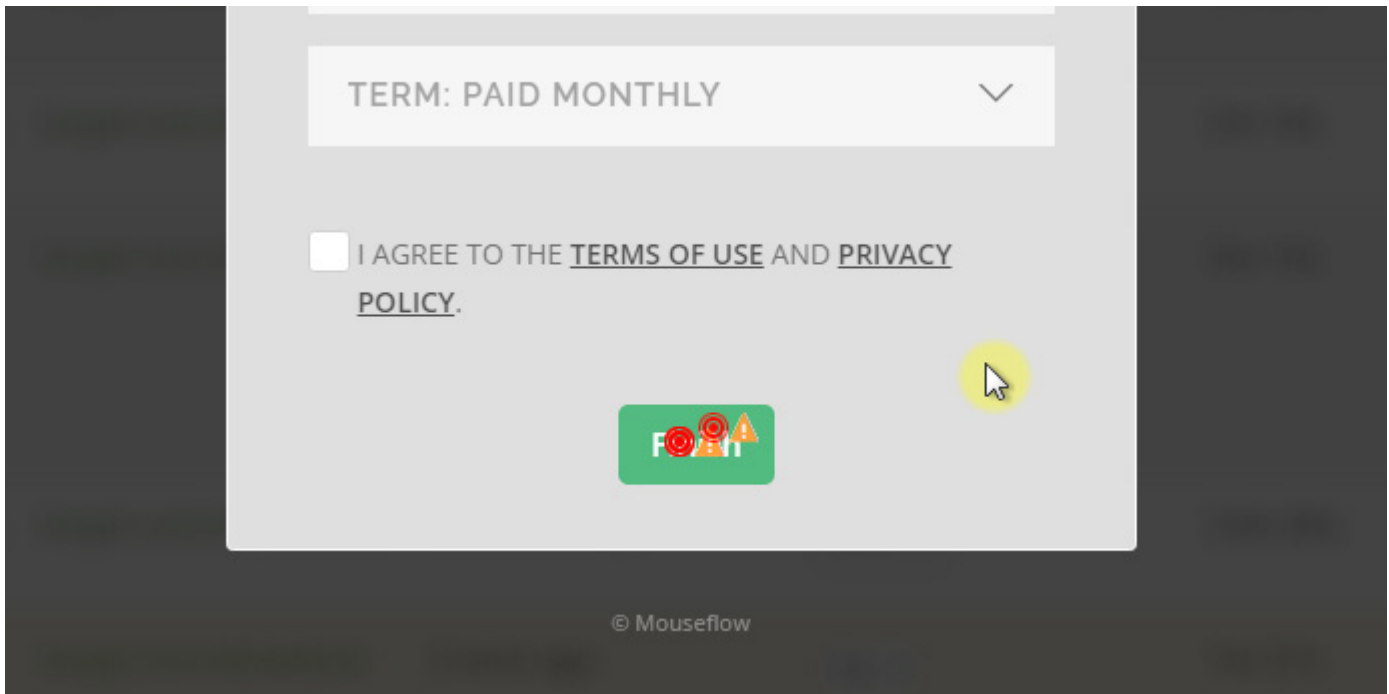 TERM: PAID MONTHLY
I AGREE TO THE TERMS OF USE AND PRIVACY
POLICY.
© Mouseflow